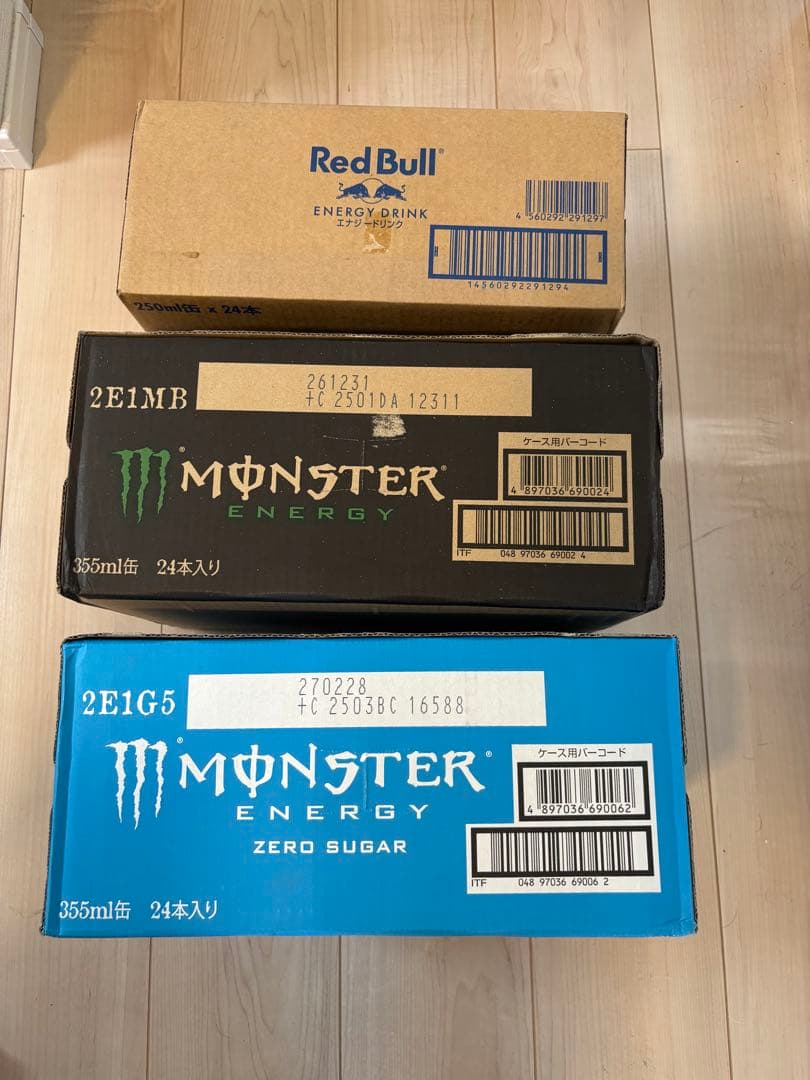 Red Bull®
ENERGY DRINK
エナジードリンク
4 560292 291297
14560292291294
250ml缶 x 24本
2E1MB
261231
+C 2501DA 12311
MONSTER®
ENERGY
ケース用バーコード
4 897036 690024
ITF 048 97036 69002 4
355ml缶 24本入り
2E1G5
270228
+C 2503BC 16588
MONSTER®
ENERGY
ZERO SUGAR
ケース用バーコード
4 897036 690062
ITF 048 97036 69006 2
355ml缶 24本入り